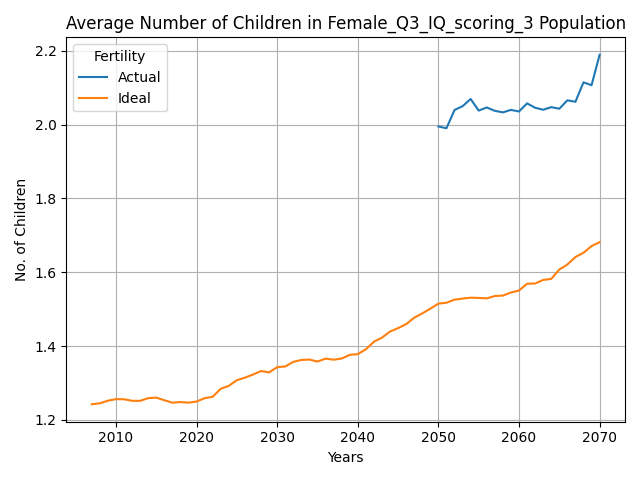 Average Number of Children in Female_Q3_IQ_scoring_3 Population
Fertility
Actual
Ideal
2.2
2.0
1.8
1.6
1.4
1.2
No. of Children
2010 2020 2030 2040 2050 2060 2070
Years